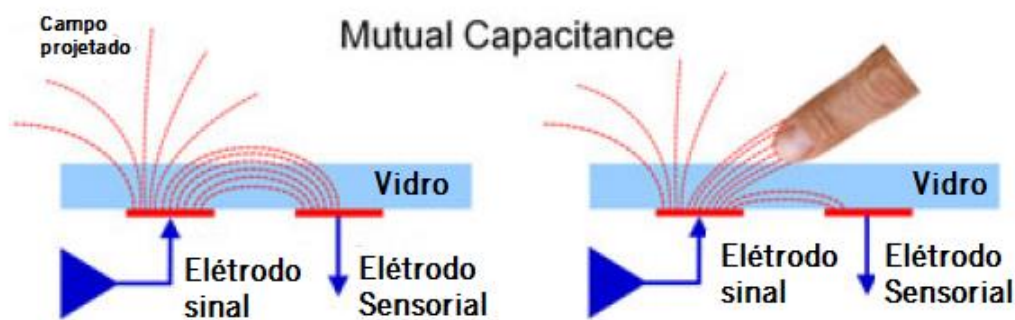 Campo
projetado
Mutual Capacitance
Vidro
Elétrodo
sinal
Elétrodo
Sensorial
Vidro
Elétrodo
sinal
Elétrodo
Sensorial